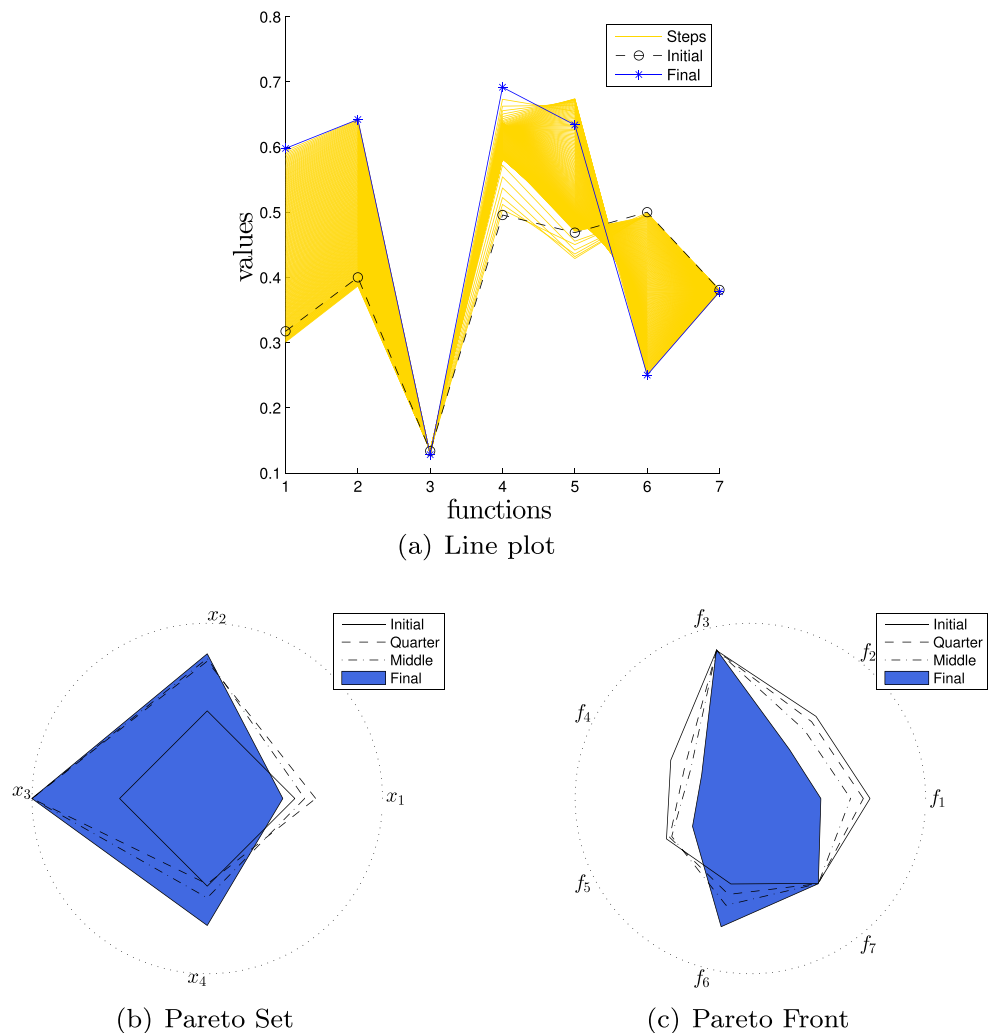 0.8
0.7
0.6
0.5
0.4
0.3
0.2
0.1
values
1 2 3 4 5 6 7
functions
Steps
Initial
Final
(a) Line plot
x2
x3
x1
x4
Initial
Quarter
Middle
Final
(b) Pareto Set
f3
f2
f4
f1
f5
f7
f6
Initial
Quarter
Middle
Final
(c) Pareto Front